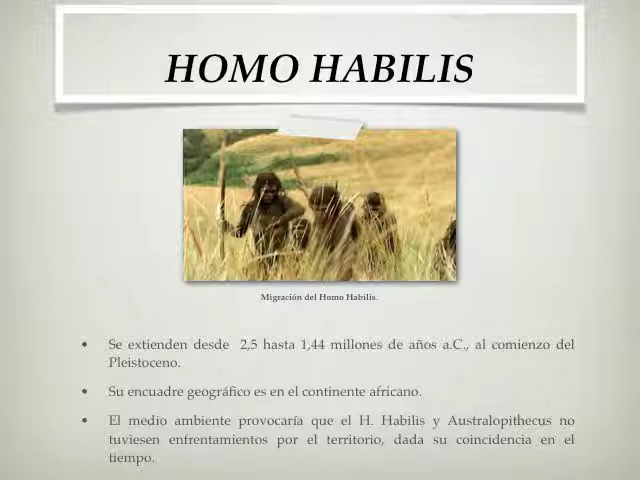 HOMO HABILIS
Migración del Homo Habilis.
• Se extienden desde 2,5 hasta 1,44 millones de años a.C., al comienzo del
Pleistoceno.
• Su encuadre geográfico es en el continente africano.
• El medio ambiente provocaría que el H. Habilis y Australopithecus no
tuviesen enfrentamientos por el territorio, dada su coincidencia en el
tiempo.